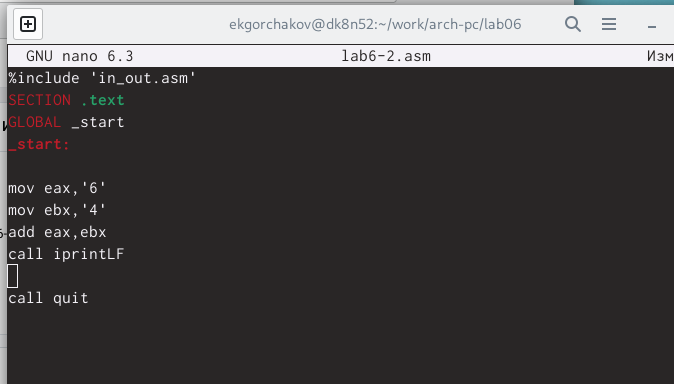 ekgorchakov@dk8n52:~/work/arch-pc/lab06
GNU nano 6.3 lab6-2.asm Изм
%include 'in_out.asm'
SECTION .text
GLOBAL _start
_start:
mov eax,'6'
mov ebx,'4'
add eax,ebx
call iprintLF
call quit